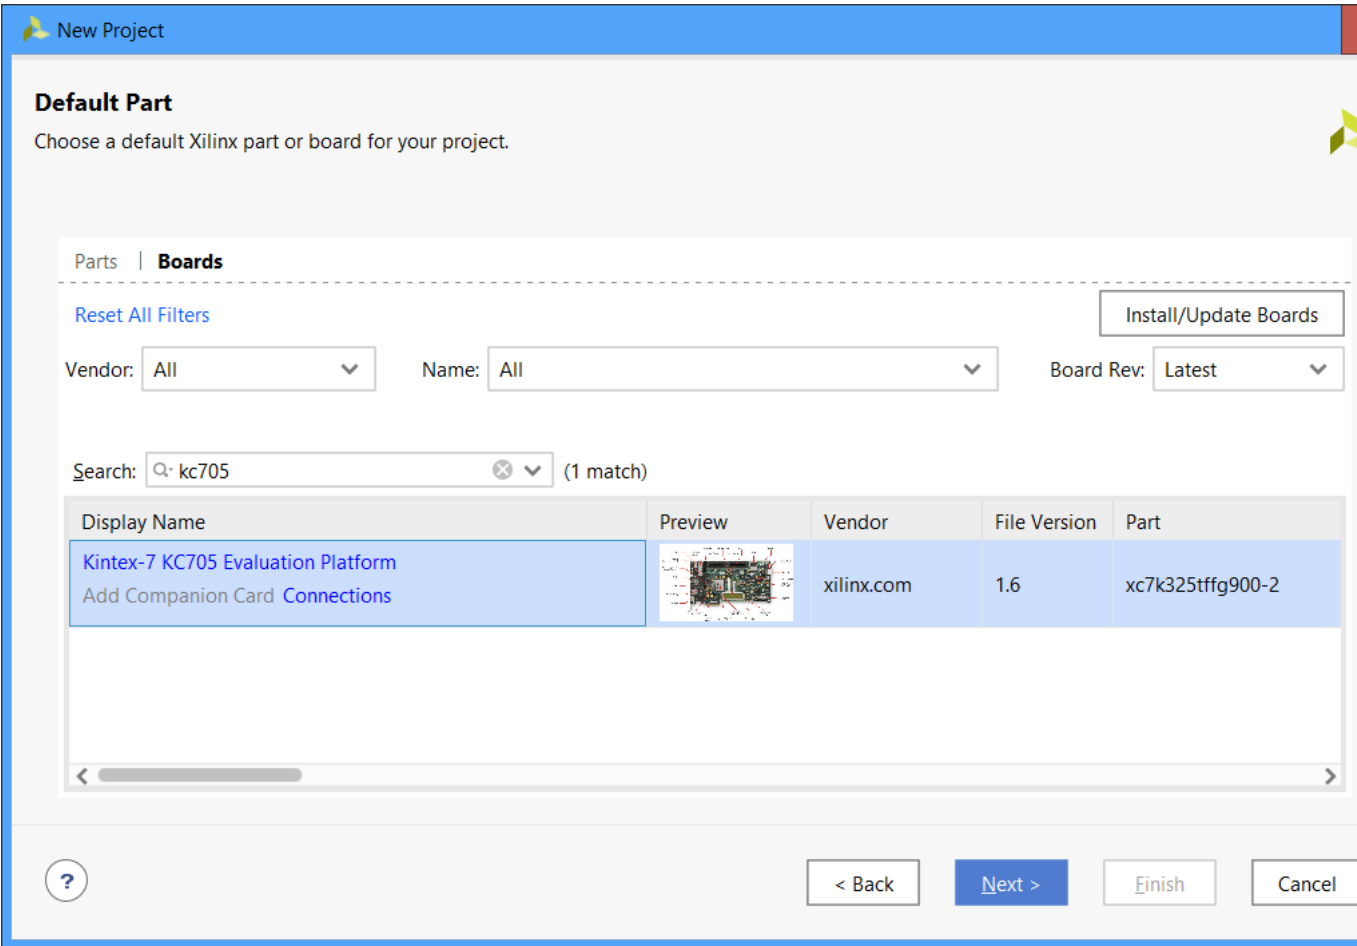 New Project
Default Part
Choose a default Xilinx part or board for your project.
Parts | Boards
Reset All Filters
Install/Update Boards
Vendor: All
Name: All
Board Rev: Latest
Search: kc705 (1 match)
Display Name Preview Vendor File Version Part
Kintex-7 KC705 Evaluation Platform
Add Companion Card Connections
xilinx.com 1.6 xc7k325tffg900-2
? < Back Next > Finish Cancel